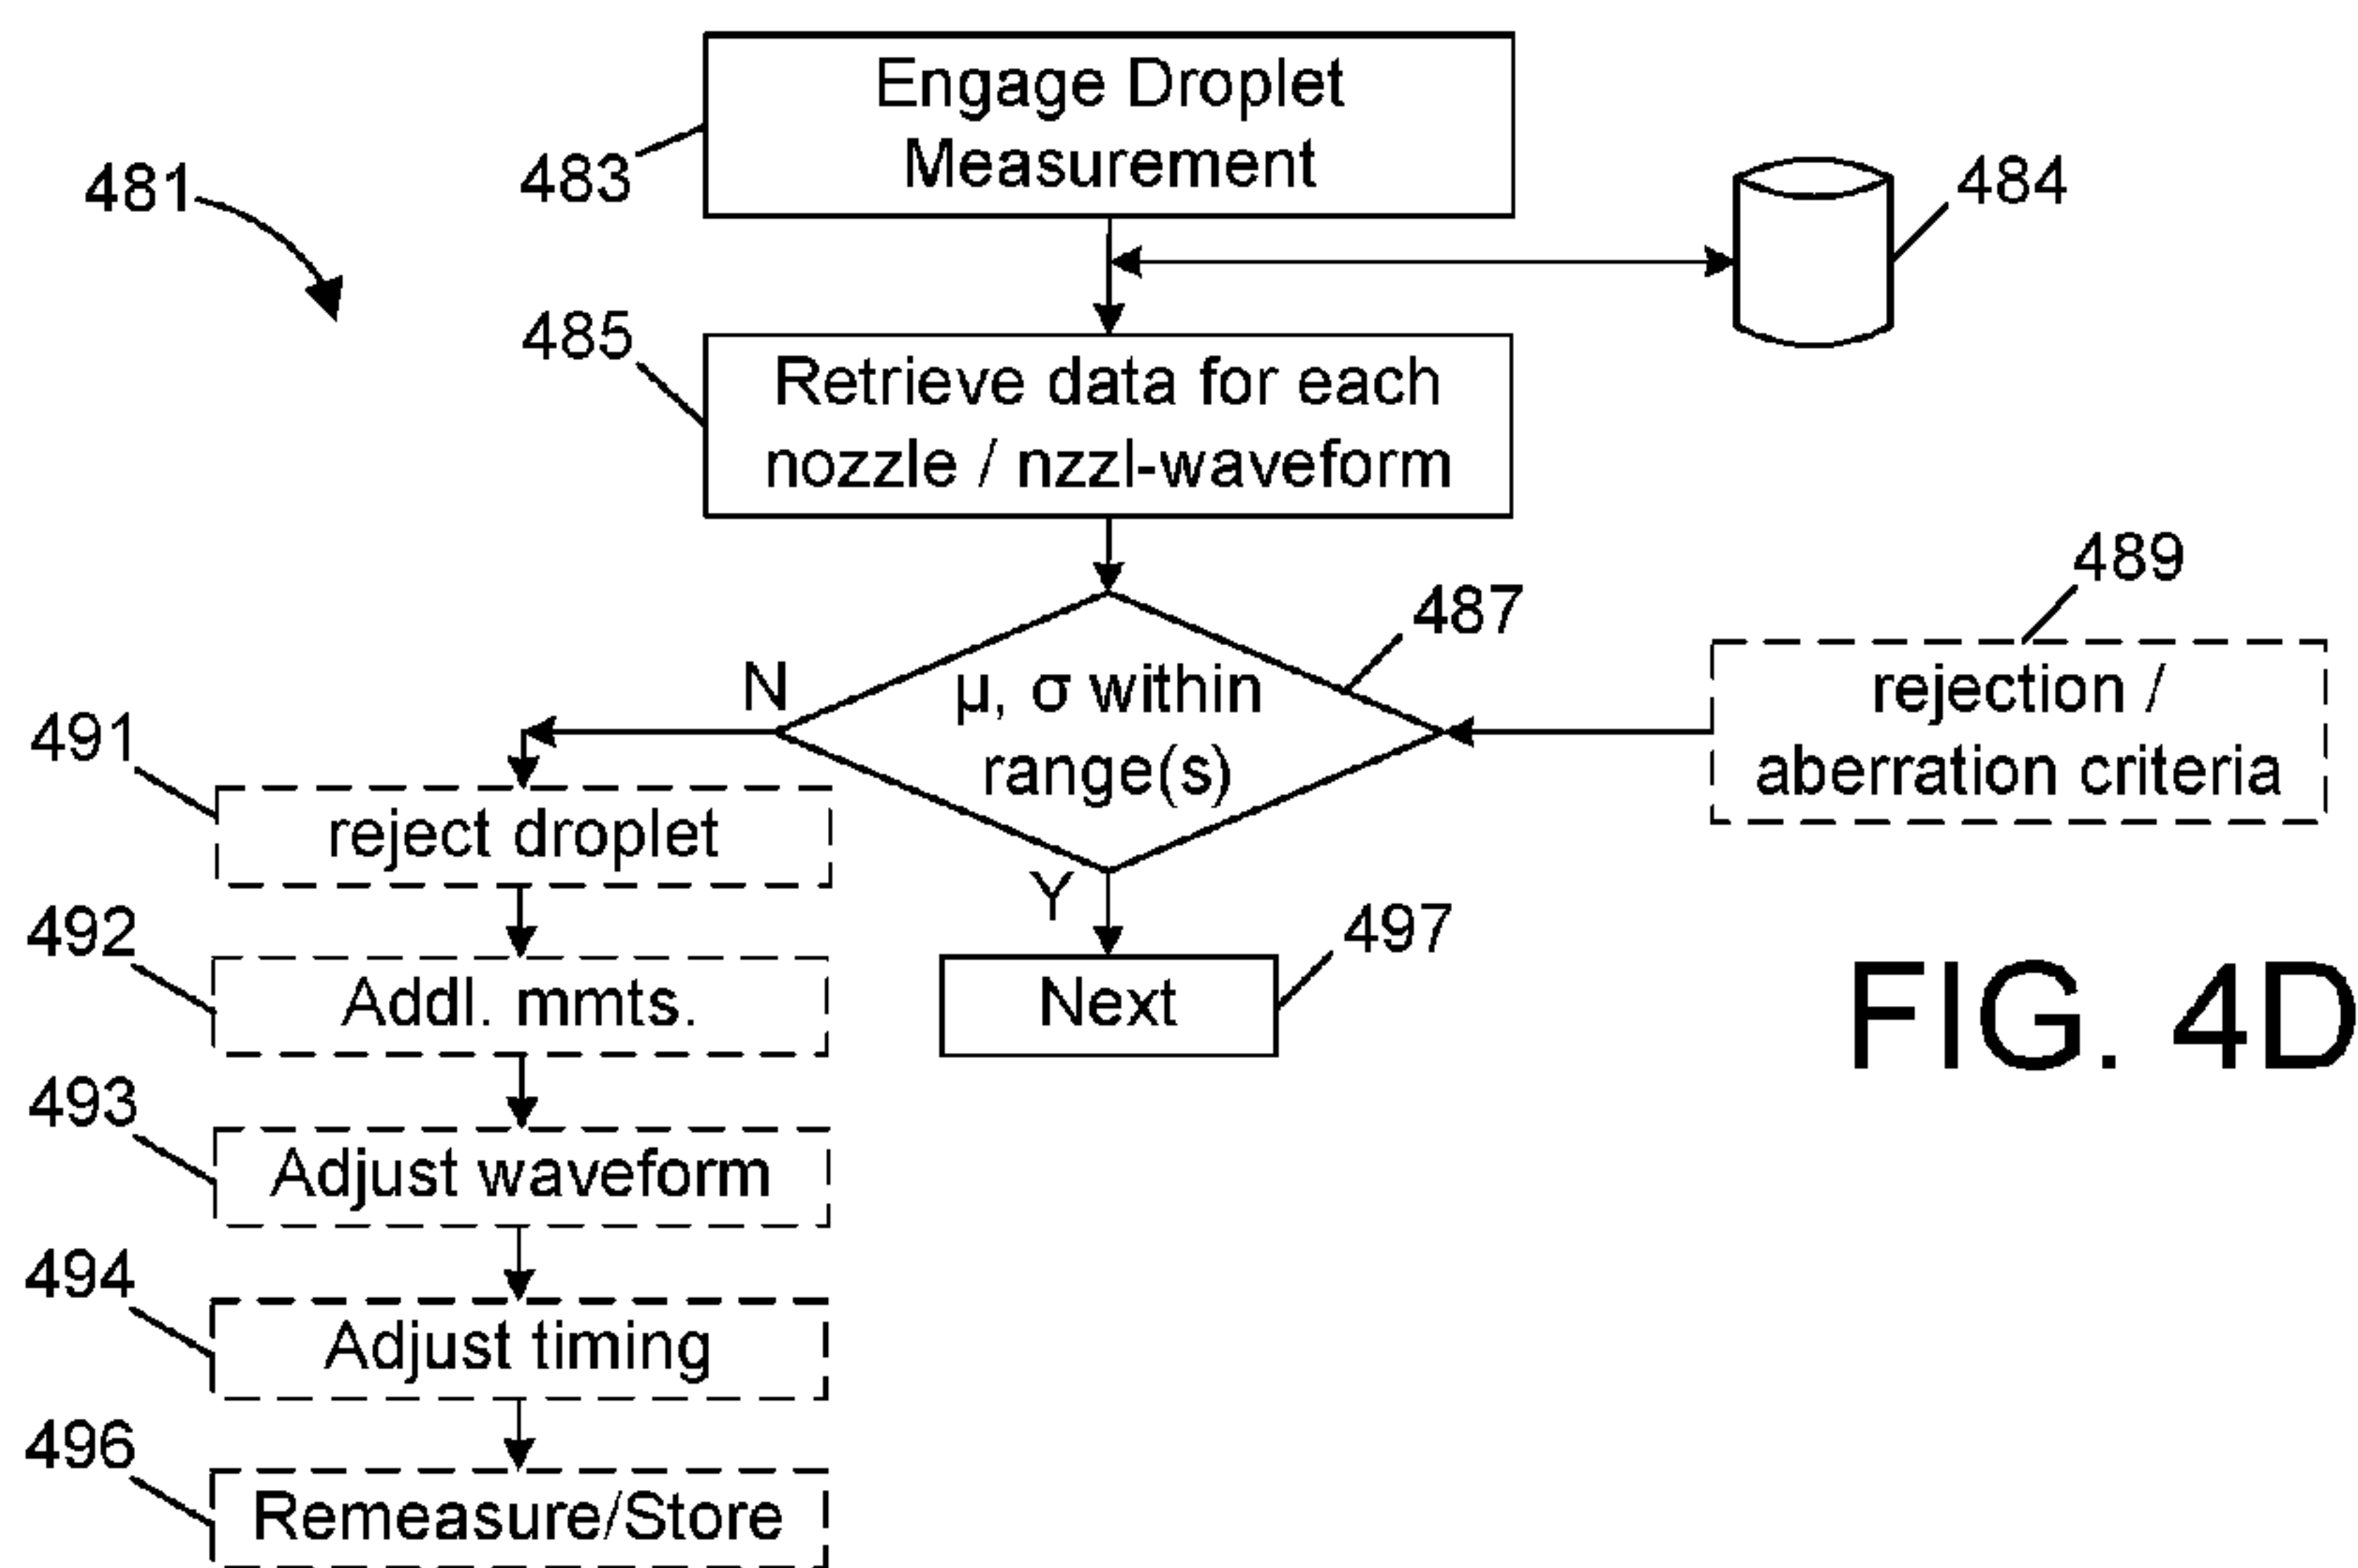 Engage Droplet
Measurement
483
481
484
485
Retrieve data for each
nozzle / nzzl-waveform
487
489
N
μ, σ within
range(s)
rejection /
aberration criteria
491
reject droplet
Y
492
Addl. mmts.
497
Next
FIG. 4D
493
Adjust waveform
494
Adjust timing
496
Remeasure/Store